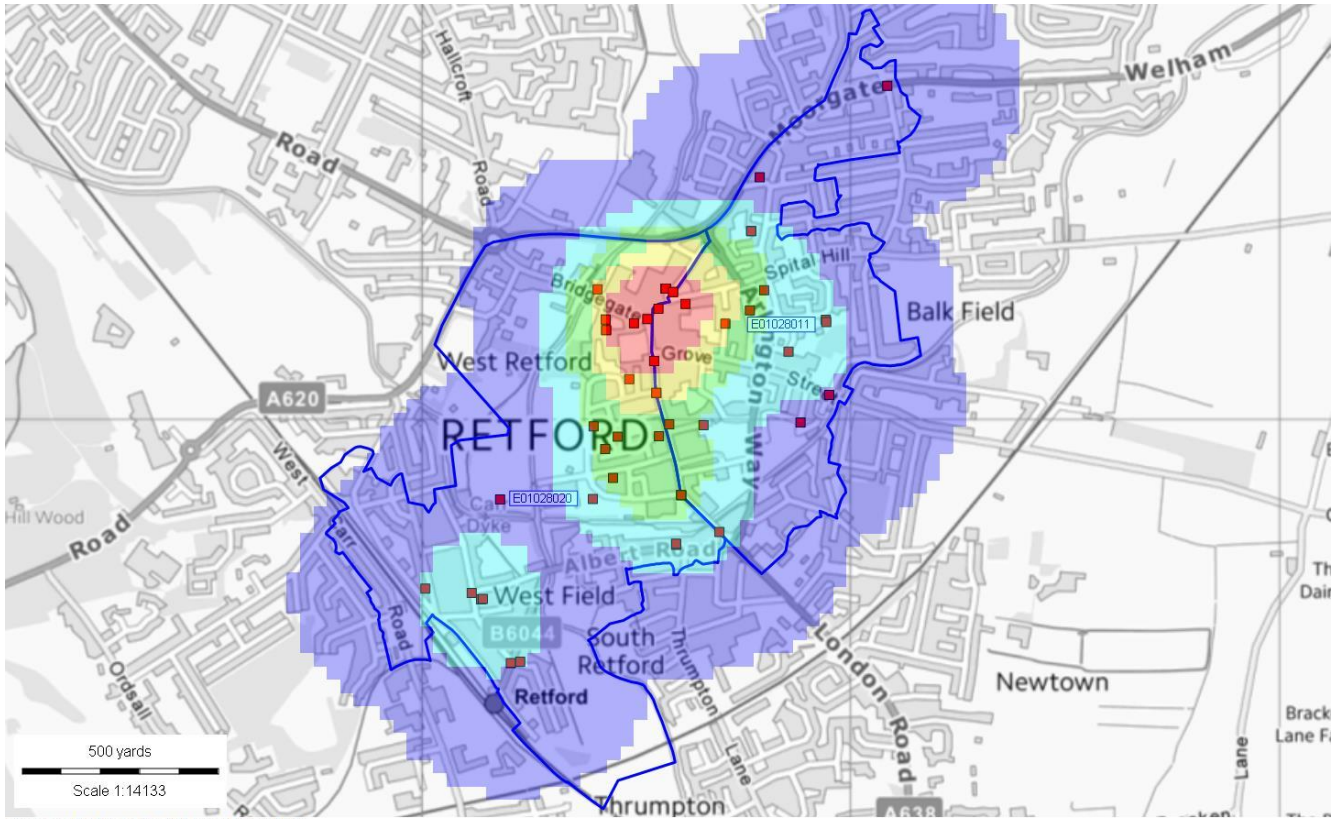 Hallcroft
Road
Welham
Moorgate
Road
Spital Hill
Bridgegate
Arlington Way
E01028011
Balk Field
West Retford
Grove
Street
A620
RETFORD
West
Hill Wood
Road
E01028020
Carr
Dyke
Carr
Road
Albert Road
West Field
B6044
South
Retford
Thrumpton
Lane
London Road
Newtown
Retford
Ordsall
Lane
500 yards
Scale 1:14133
Thrumpton
A638